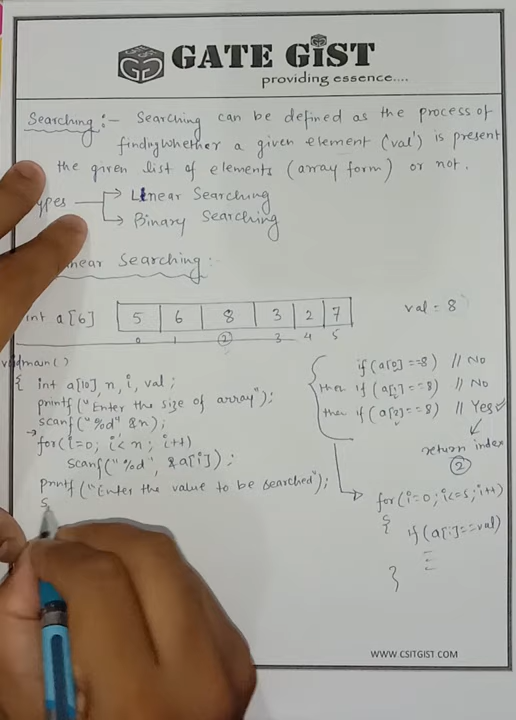 GATE GIST
providing essence....
Searching :- Searching can be defined as the process of
finding whether a given element ('val') is present
the given list of elements (array form) or not.
ypes → Linear Searching
→ Binary Searching
near Searching :-
int a[6] 5 6 8 3 2 7 val = 8
0 1 2 3 4 5
if (a[0] ==8) // No
then if (a[1] ==8) // No
then if (a[2] ==8) // Yes ✓
return index
2
for (i=0; i<=5; i++)
{ if (a[i]==val)
}
void main ( )
{ int a[10], n, i, val ;
printf ("Enter the size of array");
scanf ("%d" &n);
→ for (i=0; i<n; i++)
scanf ("%d", &a[i]);
printf ("Enter the value to be searched");
s
WWW.CSITGIST.COM